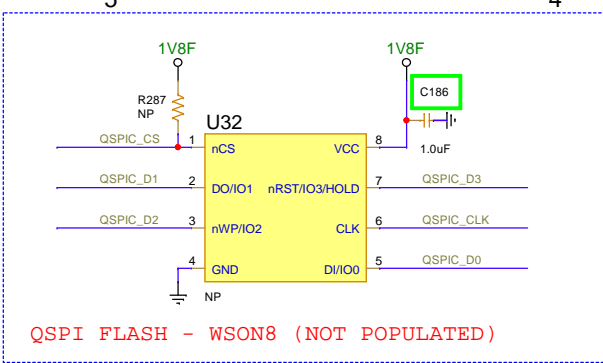 1V8F
1V8F
R287
NP
C186
1.0uF
U32
QSPIC_CS 1 nCS VCC 8
QSPIC_D1 2 DO/IO1 nRST/IO3/HOLD 7 QSPIC_D3
QSPIC_D2 3 nWP/IO2 CLK 6 QSPIC_CLK
4 GND DI/IO0 5 QSPIC_D0
NP
QSPI FLASH - WSON8 (NOT POPULATED)